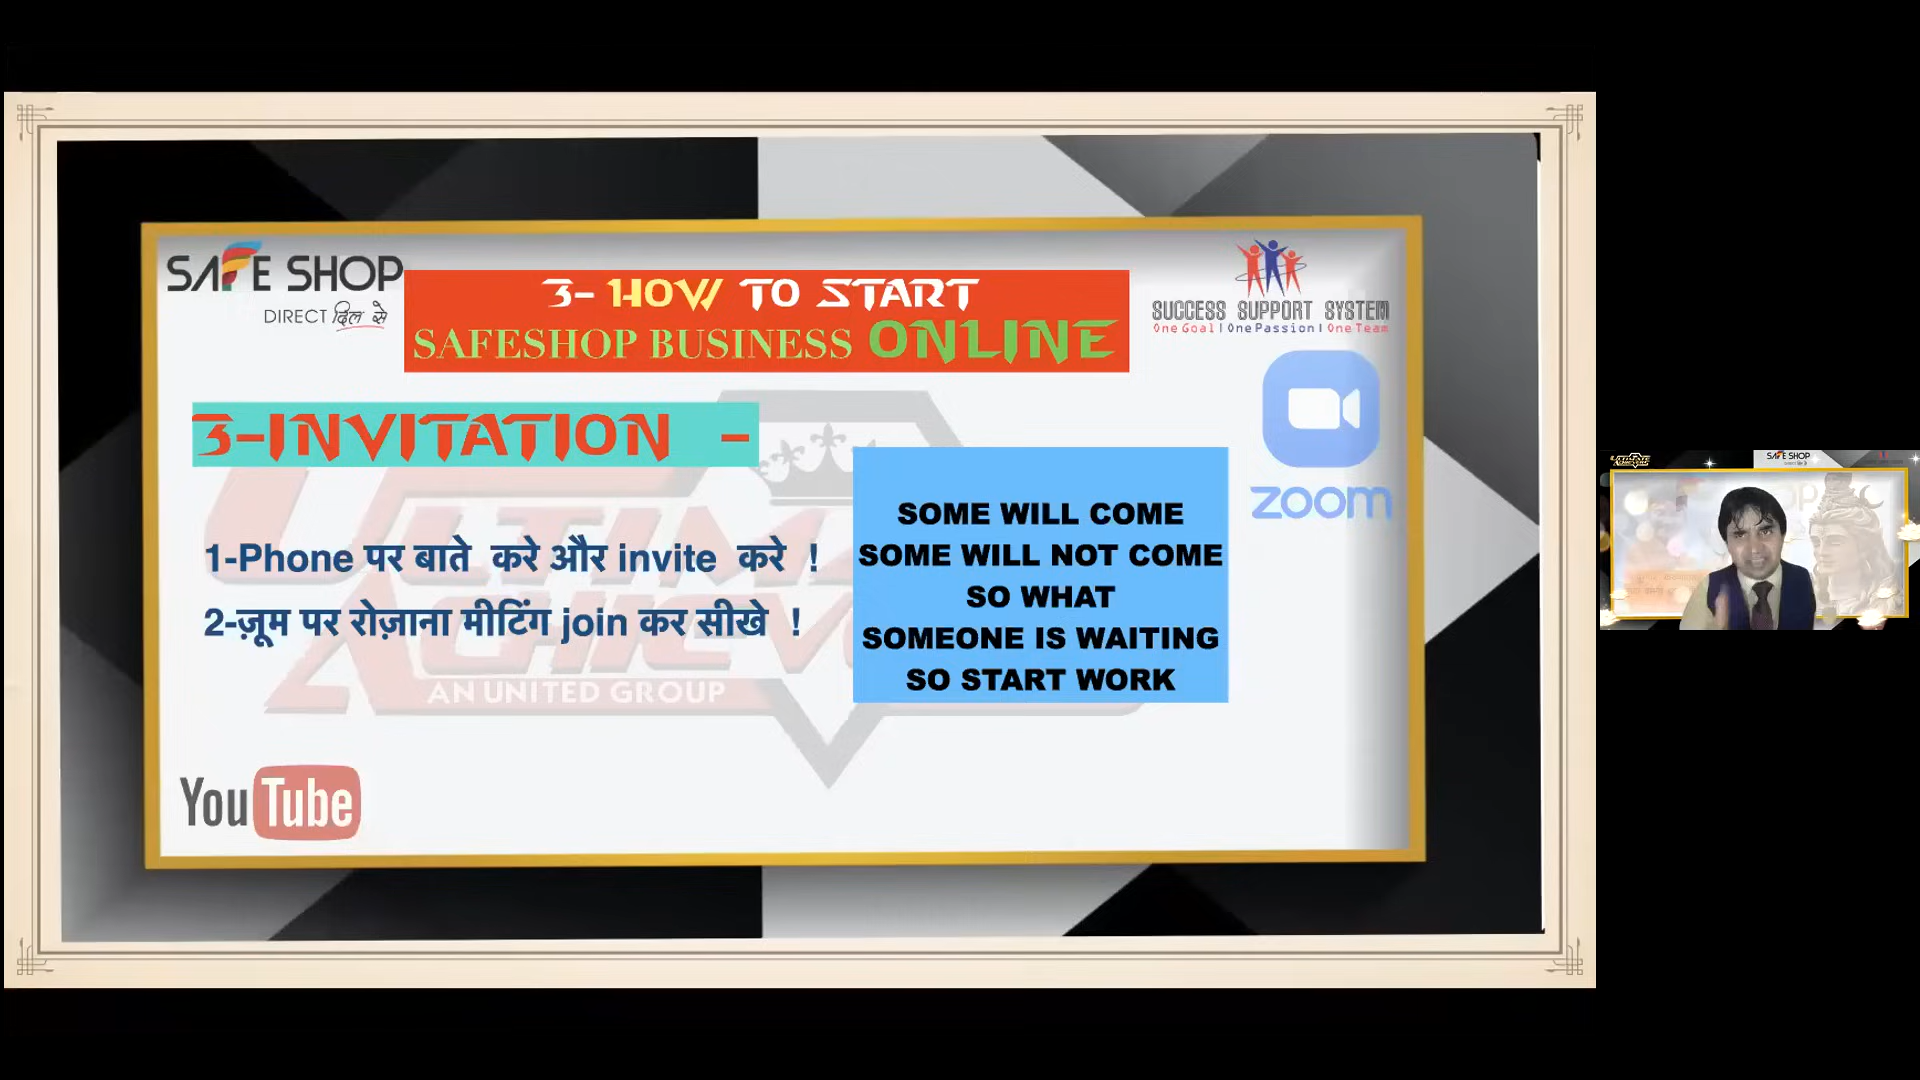 SAFE SHOP
DIRECT दिल से
3- HOW TO START
SAFESHOP BUSINESS ONLINE
SUCCESS SUPPORT SYSTEM
One Goal | One Passion | One Team
zoom
3-INVITATION -
1-Phone पर बाते करे और invite करे !
2-ज़ूम पर रोज़ाना मीटिंग join कर सीखे !
SOME WILL COME
SOME WILL NOT COME
SO WHAT
SOMEONE IS WAITING
SO START WORK
AN UNITED GROUP
YouTube
SAFE SHOP